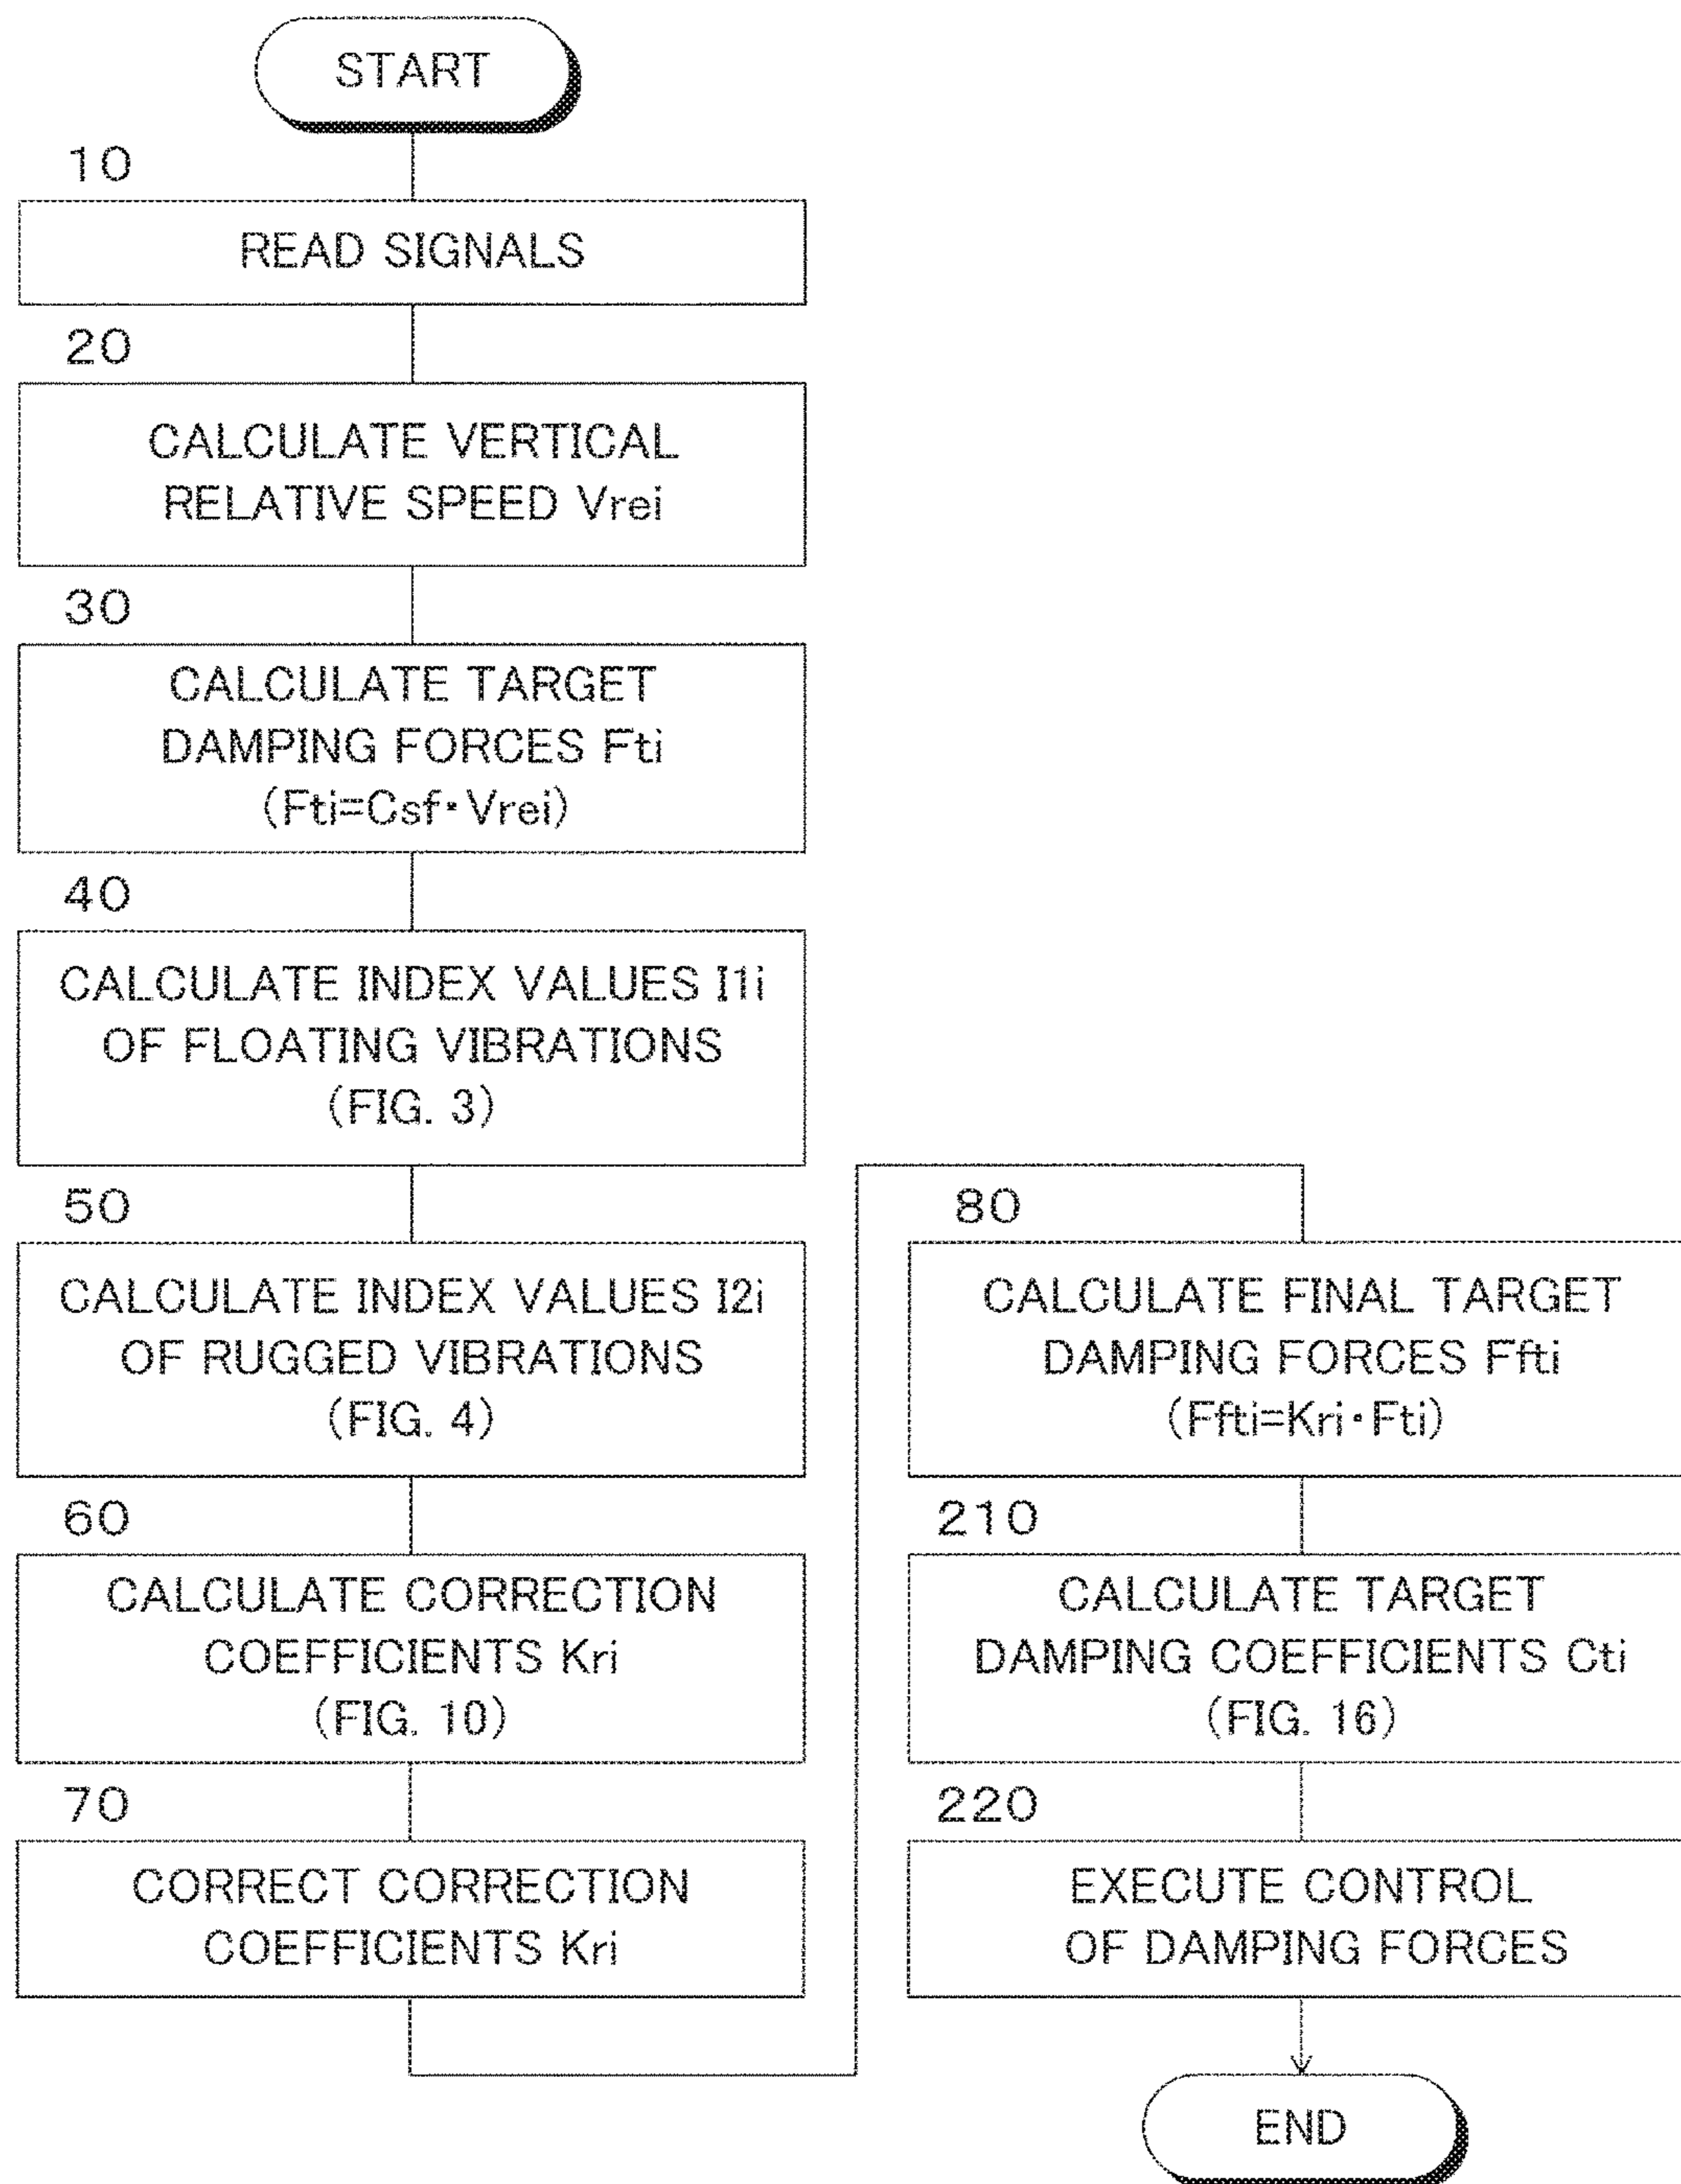 START
10
READ SIGNALS
20
CALCULATE VERTICAL
RELATIVE SPEED Vrei
30
CALCULATE TARGET
DAMPING FORCES Fti
(Fti=Csf·Vrei)
40
CALCULATE INDEX VALUES I1i
OF FLOATING VIBRATIONS
(FIG. 3)
50
CALCULATE INDEX VALUES I2i
OF RUGGED VIBRATIONS
(FIG. 4)
60
CALCULATE CORRECTION
COEFFICIENTS Kri
(FIG. 10)
70
CORRECT CORRECTION
COEFFICIENTS Kri
80
CALCULATE FINAL TARGET
DAMPING FORCES Ffti
(Ffti=Kri·Fti)
210
CALCULATE TARGET
DAMPING COEFFICIENTS Cti
(FIG. 16)
220
EXECUTE CONTROL
OF DAMPING FORCES
END